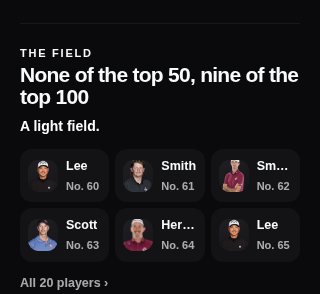 THE FIELD
None of the top 50, nine of the
top 100
A light field.
Lee
No. 60
Smith
No. 61
Sm…
No. 62
Scott
No. 63
Her…
No. 64
Lee
No. 65
All 20 players ›